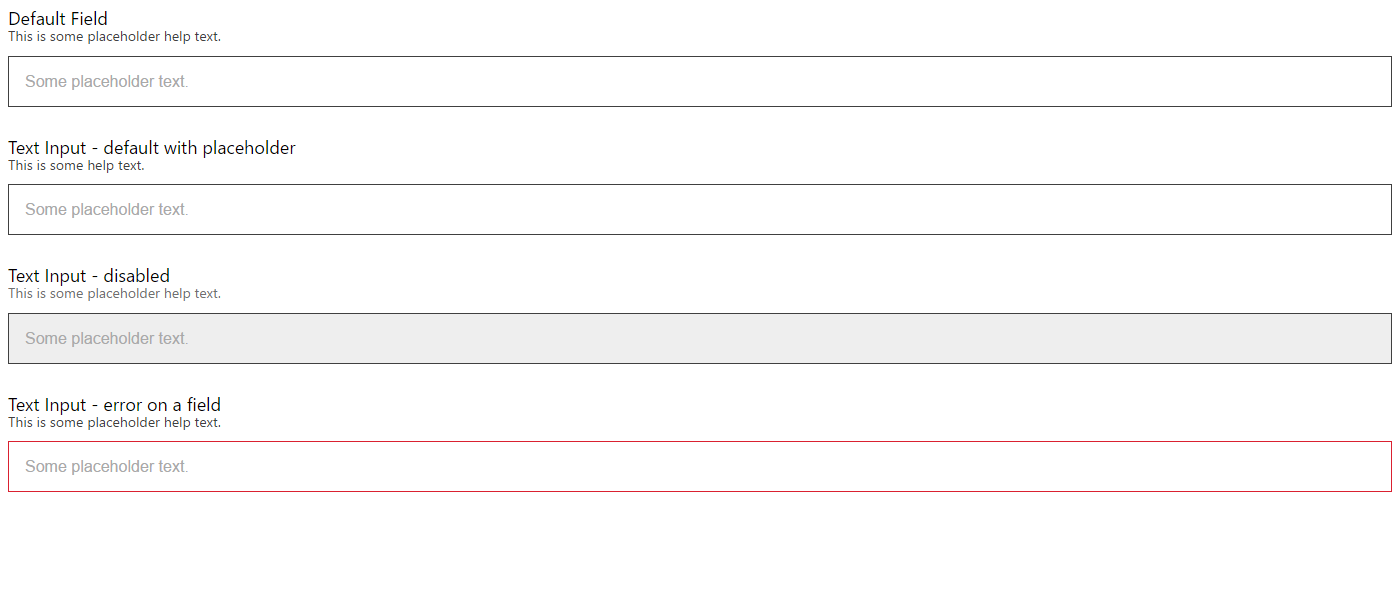 Default Field
This is some placeholder help text.
Some placeholder text.
Text Input - default with placeholder
This is some help text.
Some placeholder text.
Text Input - disabled
This is some placeholder help text.
Some placeholder text.
Text Input - error on a field
This is some placeholder help text.
Some placeholder text.